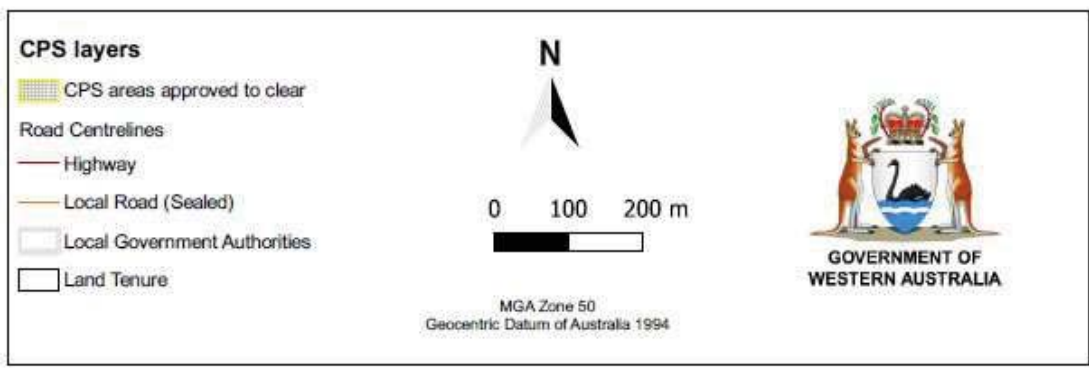 CPS layers
CPS areas approved to clear
Road Centrelines
Highway
Local Road (Sealed)
Local Government Authorities
Land Tenure
N
0 100 200 m
MGA Zone 50
Geocentric Datum of Australia 1994
GOVERNMENT OF
WESTERN AUSTRALIA